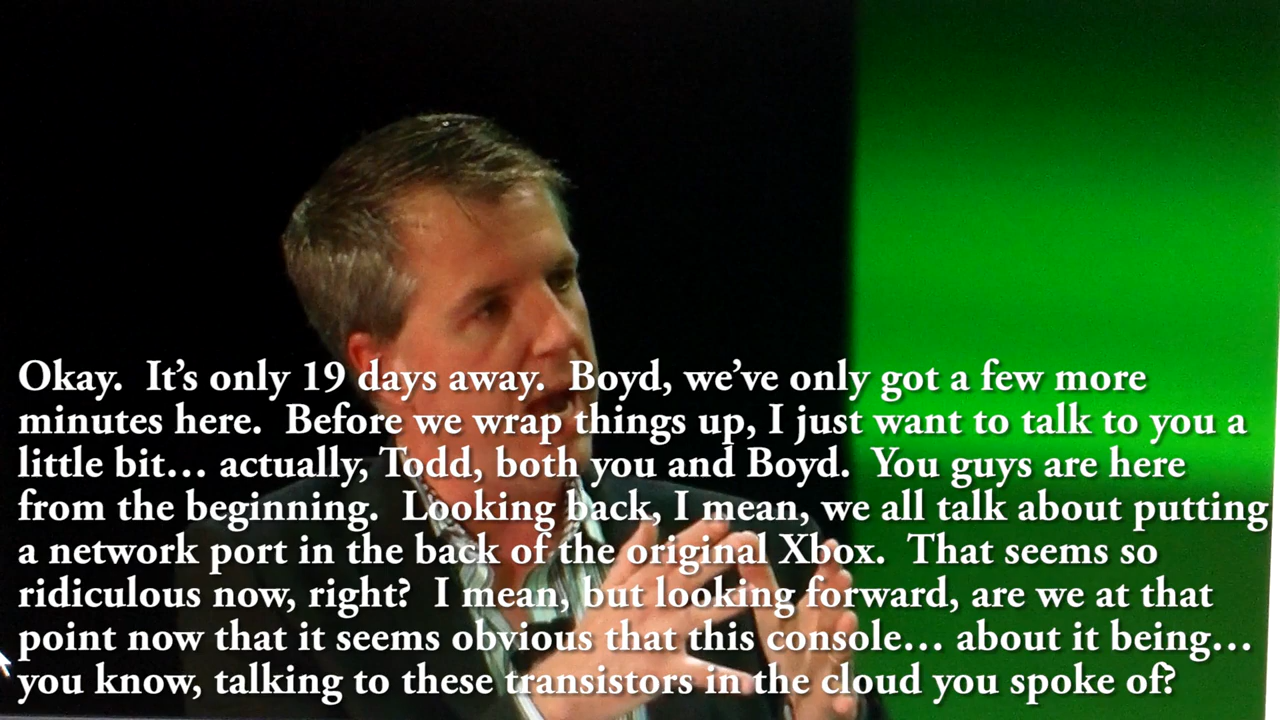 Okay.  It's only 19 days away.  Boyd, we've only got a few more
minutes here.  Before we wrap things up, I just want to talk to you a
little bit… actually, Todd, both you and Boyd.  You guys are here
from the beginning.  Looking back, I mean, we all talk about putting
a network port in the back of the original Xbox.  That seems so
ridiculous now, right?  I mean, but looking forward, are we at that
point now that it seems obvious that this console… about it being…
you know, talking to these transistors in the cloud you spoke of?